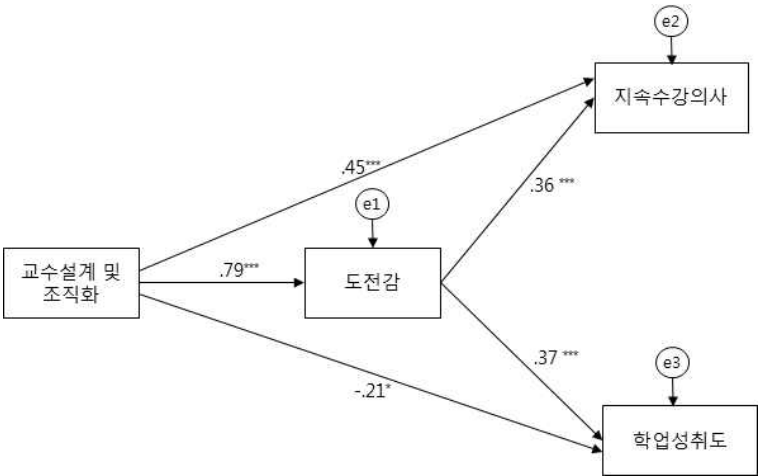 e2
지속수강의사
.45***
.36 ***
e1
교수설계 및
조직화
.79***
도전감
.37 ***
e3
-.21*
학업성취도